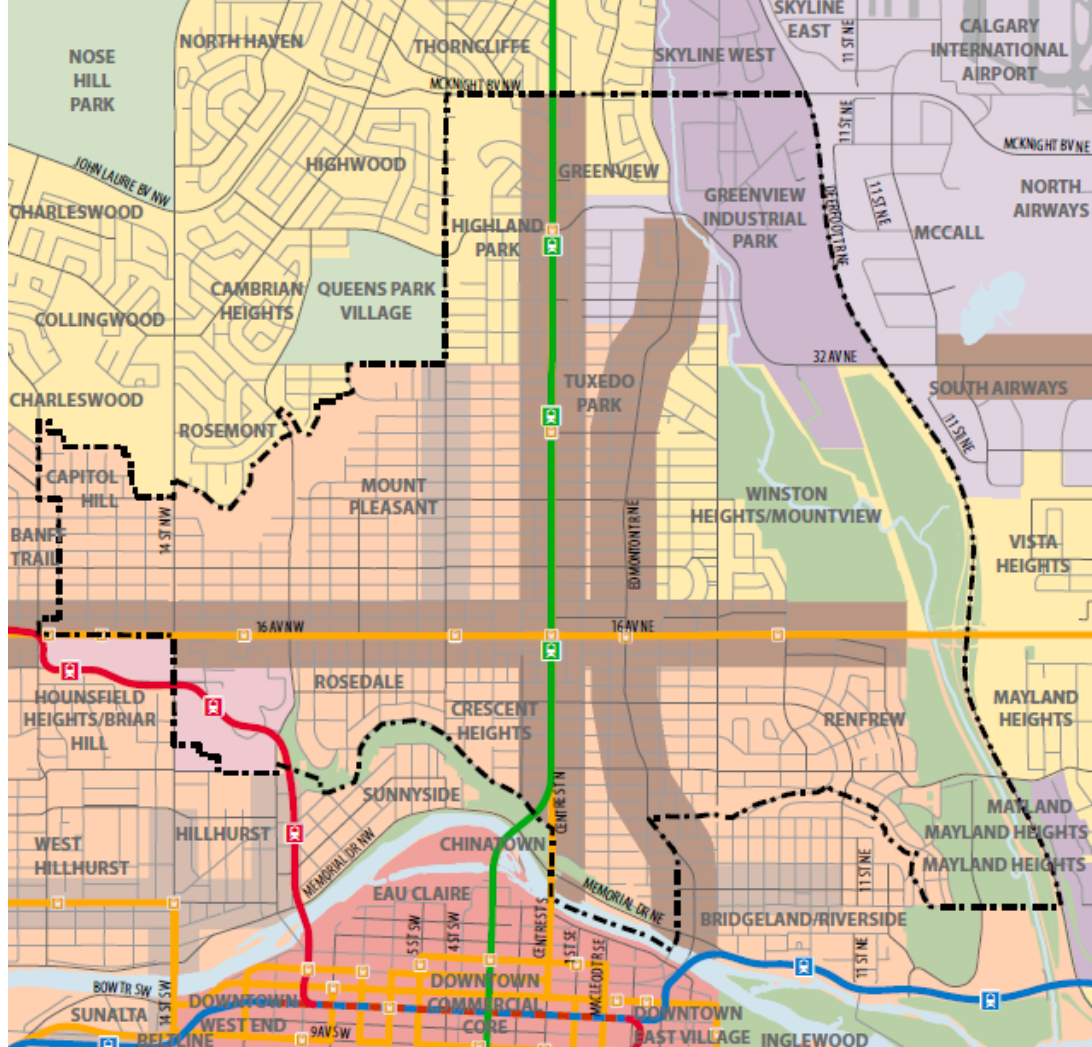 SKYLINE
EAST
11 ST NE
CALGARY
INTERNATIONAL
AIRPORT
NORTH HAVEN
THORNCLIFFE
SKYLINE WEST
NOSE
HILL
PARK
MCKNIGHT BV NW
11 ST NE
MCKNIGHT BV NE
JOHN LAURIE BV NW
HIGHWOOD
GREENVIEW
GREENVIEW
INDUSTRIAL
PARK
DEERFOOT TR NE
11 ST NE
NORTH
AIRWAYS
CHARLESWOOD
HIGHLAND
PARK
MCCALL
CAMBRIAN
HEIGHTS
QUEENS PARK
VILLAGE
COLLINGWOOD
32 AV NE
CHARLESWOOD
TUXEDO
PARK
SOUTH AIRWAYS
ROSEMONT
11 ST NE
CAPITOL
HILL
MOUNT
PLEASANT
WINSTON
HEIGHTS/MOUNTVIEW
14 ST NW
BANFF
TRAIL
EDMONTON TR NE
VISTA
HEIGHTS
16 AV NW
16 AV NE
ROSEDALE
HOUNSFIELD
HEIGHTS/BRIAR
HILL
CRESCENT
HEIGHTS
RENFREW
MAYLAND
HEIGHTS
SUNNYSIDE
CENTRE ST N
MAYLAND
HILLHURST
MAYLAND HEIGHTS
WEST
HILLHURST
MEMORIAL DR NW
CHINATOWN
MAYLAND HEIGHTS
11 ST NE
EAU CLAIRE
MEMORIAL DR NE
BRIDGELAND/RIVERSIDE
5 ST SW
4 ST SW
CENTRE ST S
1 ST SE
MACLEOD TR SE
11 ST NE
BOW TR SW
14 ST SW
DOWNTOWN
COMMERCIAL
CORE
SUNALTA
DOWNTOWN
WEST END
DOWNTOWN
EAST VILLAGE
9 AV SW
BELTLINE
INGLEWOOD